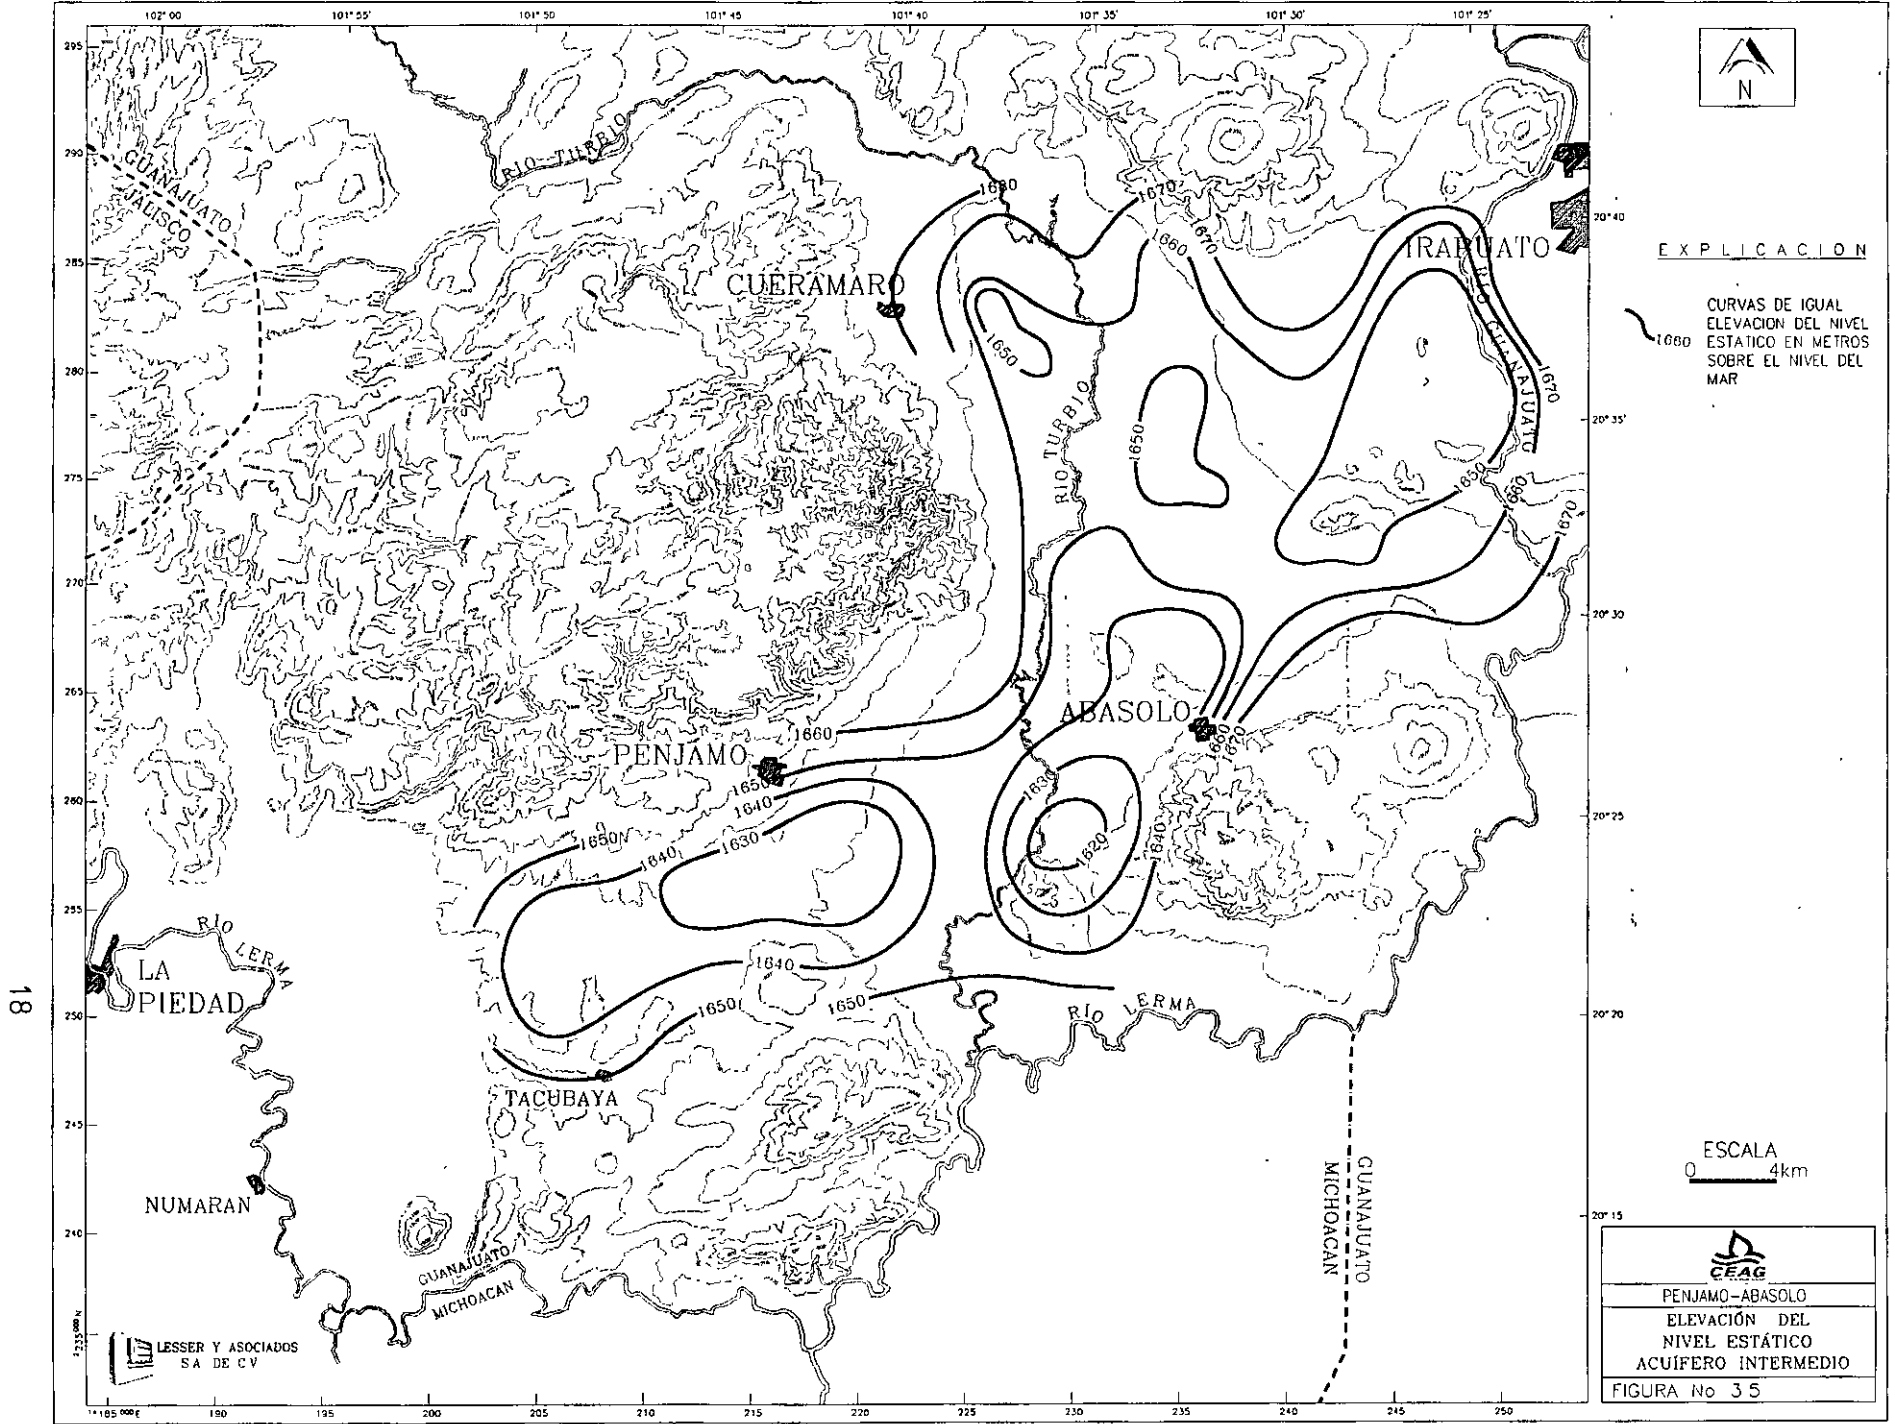 102° 00'
101° 55'
101° 50'
101° 45'
101° 40'
101° 35'
101° 30'
101° 25'
295
290
285
280
275
270
265
260
255
250
245
240
20°40
20°35'
20°30
20°25
20°20
20°15
N
EXPLICACION
CURVAS DE IGUAL
ELEVACION DEL NIVEL
1660 ESTATICO EN METROS
SOBRE EL NIVEL DEL
MAR
RIO TURBIO
GUANAJUATO
JALISCO
1680
1670
1670
1660
IRAPUATO
CUERAMARO
RIO GUANAJUATO
1650
1670
RIO TURBIO
1650
1650
1660
1670
ABASOLO
1660
1670
1660
PENJAMO
1650
1640
1630
1650
1640
1630
1620
1640
RIO LERMA
LA
PIEDAD
1640
1650
1650
RIO LERMA
TACUBAYA
NUMARAN
GUANAJUATO
MICHOACAN
GUANAJUATO
MICHOACAN
ESCALA
0 4km
LESSER Y ASOCIADOS
SA DE CV
190
195
200
205
210
215
220
225
230
235
240
245
250
CEAG
PENJAMO-ABASOLO
ELEVACIÓN DEL
NIVEL ESTÁTICO
ACUÍFERO INTERMEDIO
FIGURA No 3 5
18